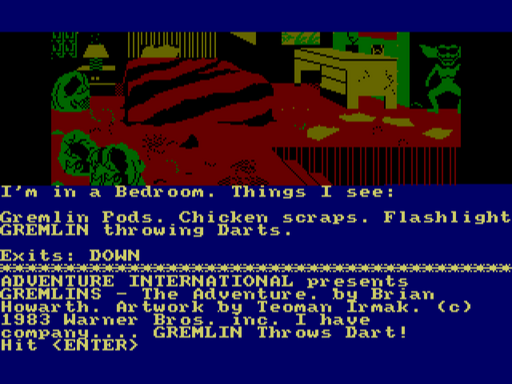 I'm in a Bedroom. Things I see:
Gremlin Pods. Chicken scraps. Flashlight
GREMLIN throwing Darts.
Exits: DOWN
****************************************
ADVENTURE INTERNATIONAL presents
GREMLINS - The Adventure. by Brian
Howarth. Artwork by Teoman Irmak. (c)
1983 Warner Bros. inc. I have
company.... GREMLIN Throws Dart!
Hit <ENTER>